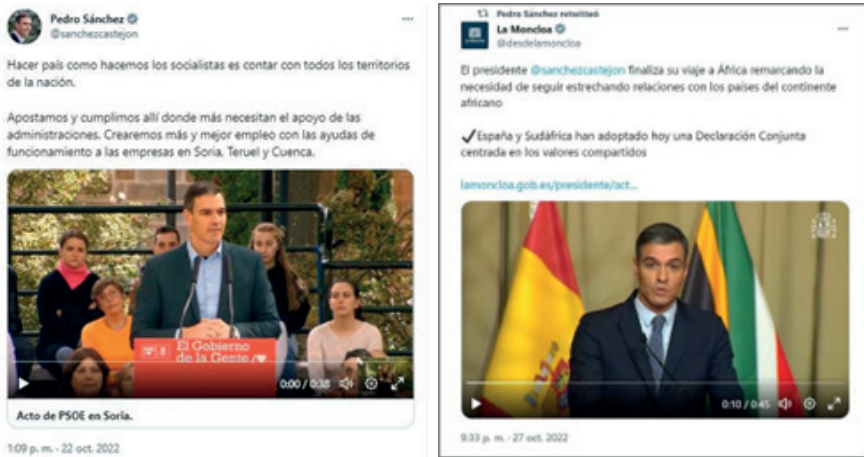 Pedro Sánchez
@sanchezcastejon
Hacer país como hacemos los socialistas es contar con todos los territorios
de la nación.
Apostamos y cumplimos allí donde más necesitan el apoyo de las
administraciones. Crearemos más y mejor empleo con las ayudas de
funcionamiento a las empresas en Soria, Teruel y Cuenca.
El Gobierno
de la Gente
0:00 / 0:38
Acto de PSOE en Soria.
1:09 p. m. · 22 oct. 2022
Pedro Sánchez retwitteó
La Moncloa
@desdelamoncloa
El presidente @sanchezcastejon finaliza su viaje a África remarcando la
necesidad de seguir estrechando relaciones con los países del continente
africano
✔España y Sudáfrica han adoptado hoy una Declaración Conjunta
centrada en los valores compartidos
lamoncloa.gob.es/presidente/act...
0:10 / 0:45
9:33 p. m. · 27 oct. 2022